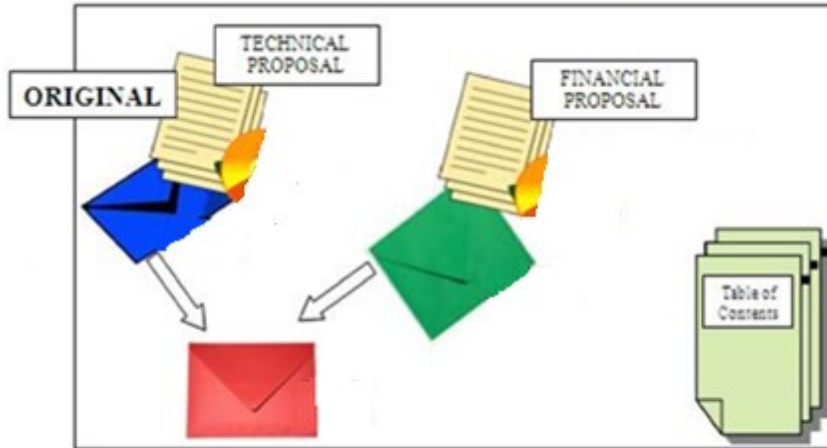 TECHNICAL
PROPOSAL
ORIGINAL
FINANCIAL
PROPOSAL
Table of
Contents